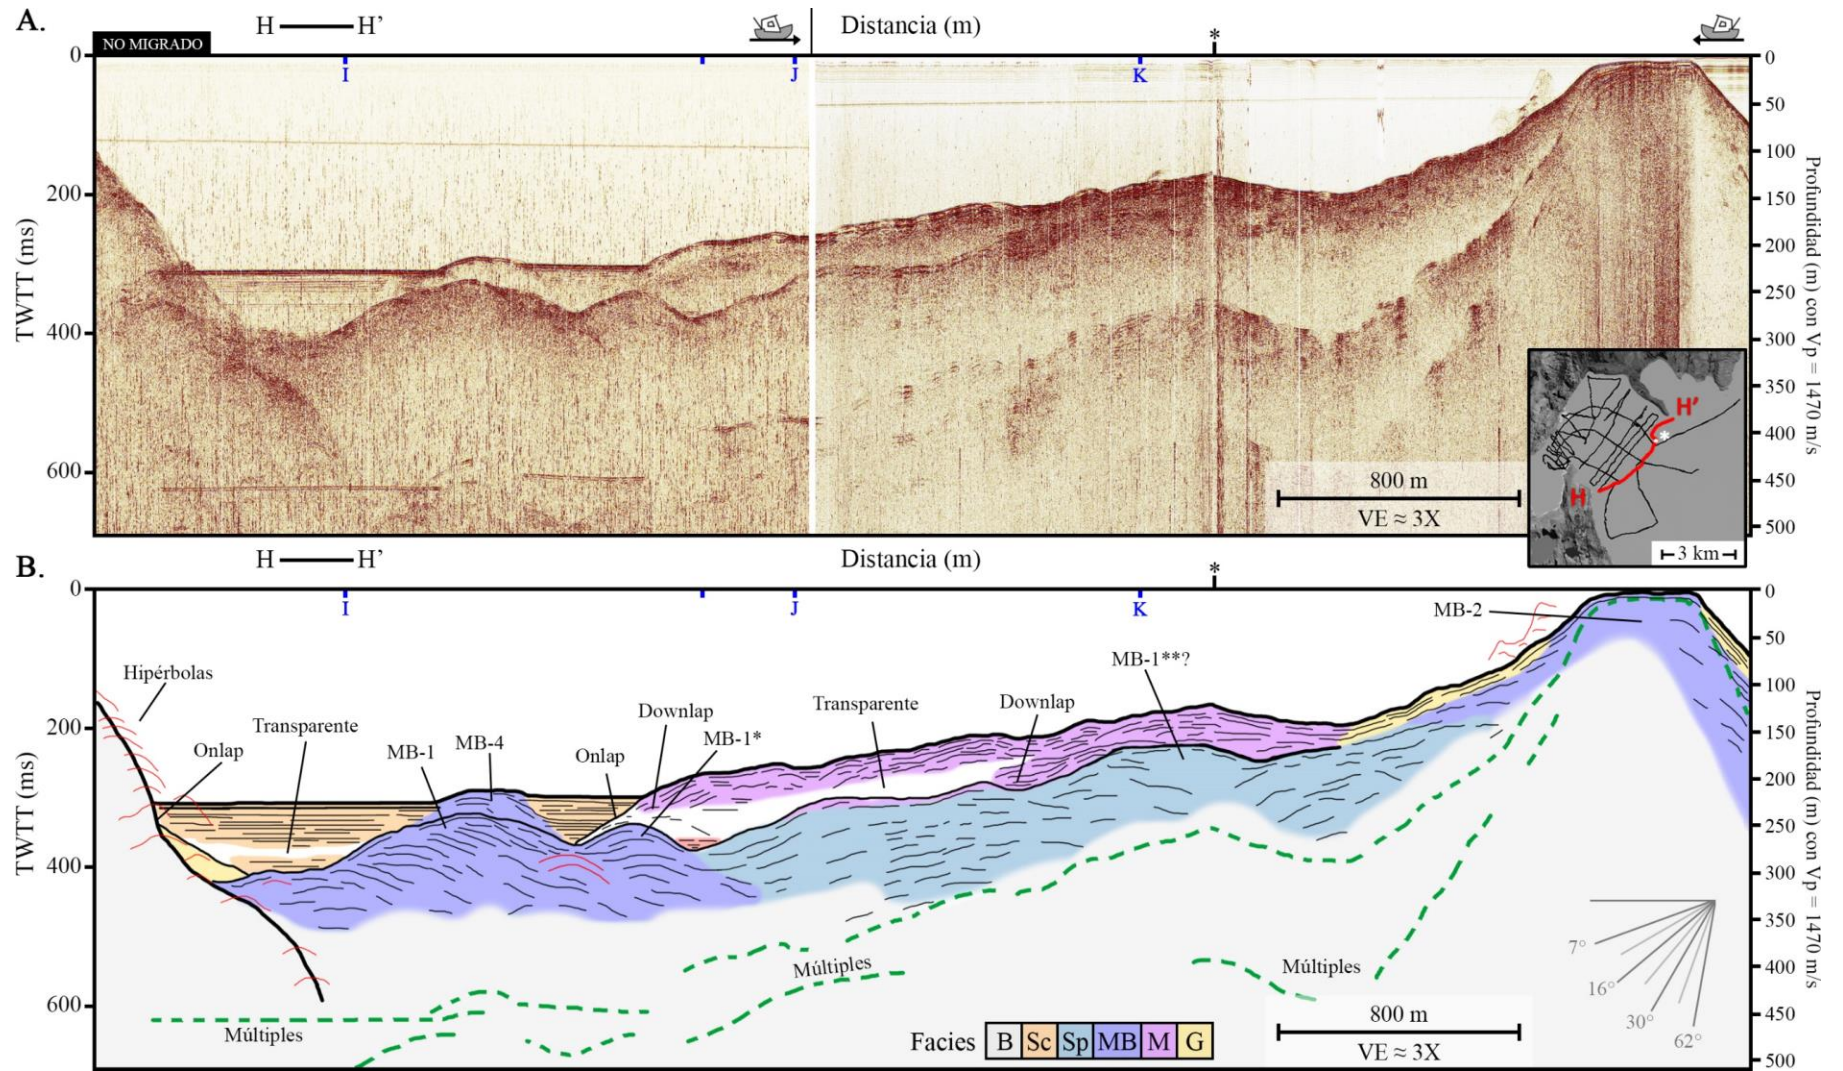 A.
H H’
Distancia (m)
*
NO MIGRADO
0
200
400
600
TWTT (ms)
I
J
K
0
50
100
150
200
250
300
350
400
450
500
Profundidad (m) con Vp = 1470 m/s
H'
*
H
3 km
800 m
VE ≈ 3X
B.
H H’
Distancia (m)
*
0
200
400
600
TWTT (ms)
I
J
K
0
50
100
150
200
250
300
350
400
450
500
Profundidad (m) con Vp = 1470 m/s
MB-2
Hipérbolas
MB-1**?
Transparente
Downlap
Transparente
Downlap
Onlap
MB-1
MB-4
Onlap
MB-1*
Múltiples
Múltiples
Múltiples
7°
16°
30°
62°
Facies B Sc Sp MB M G
800 m
VE ≈ 3X